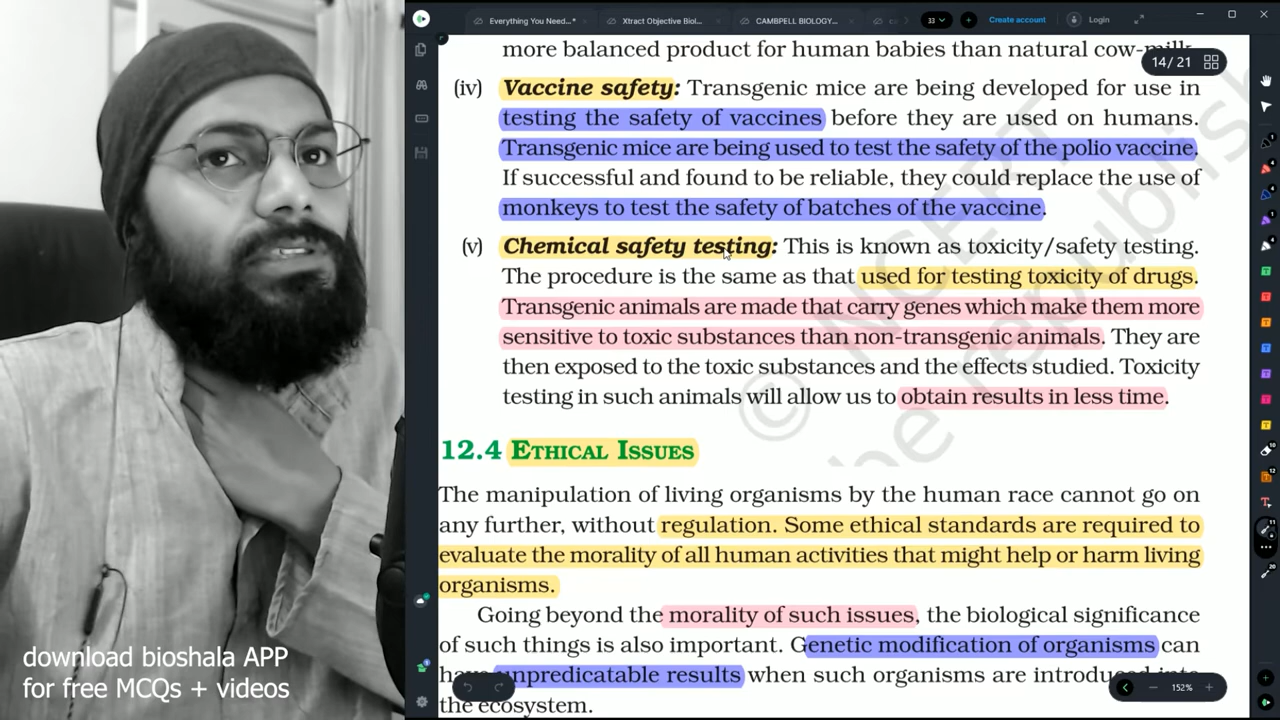 Everything You Need...*
Xtract Objective Biol...
CAMBPELL BIOLOGY...
33
Create account
Login
14 / 21
more balanced product for human babies than natural cow-milk.
(iv) Vaccine safety: Transgenic mice are being developed for use in
testing the safety of vaccines before they are used on humans.
Transgenic mice are being used to test the safety of the polio vaccine.
If successful and found to be reliable, they could replace the use of
monkeys to test the safety of batches of the vaccine.
(v) Chemical safety testing: This is known as toxicity/safety testing.
The procedure is the same as that used for testing toxicity of drugs.
Transgenic animals are made that carry genes which make them more
sensitive to toxic substances than non-transgenic animals. They are
then exposed to the toxic substances and the effects studied. Toxicity
testing in such animals will allow us to obtain results in less time.
12.4 ETHICAL ISSUES
The manipulation of living organisms by the human race cannot go on
any further, without regulation. Some ethical standards are required to
evaluate the morality of all human activities that might help or harm living
organisms.
Going beyond the morality of such issues, the biological significance
of such things is also important. Genetic modification of organisms can
have unpredicatable results when such organisms are introduced into
the ecosystem.
© NCERT
be republish
152%
download bioshala APP
for free MCQs + videos